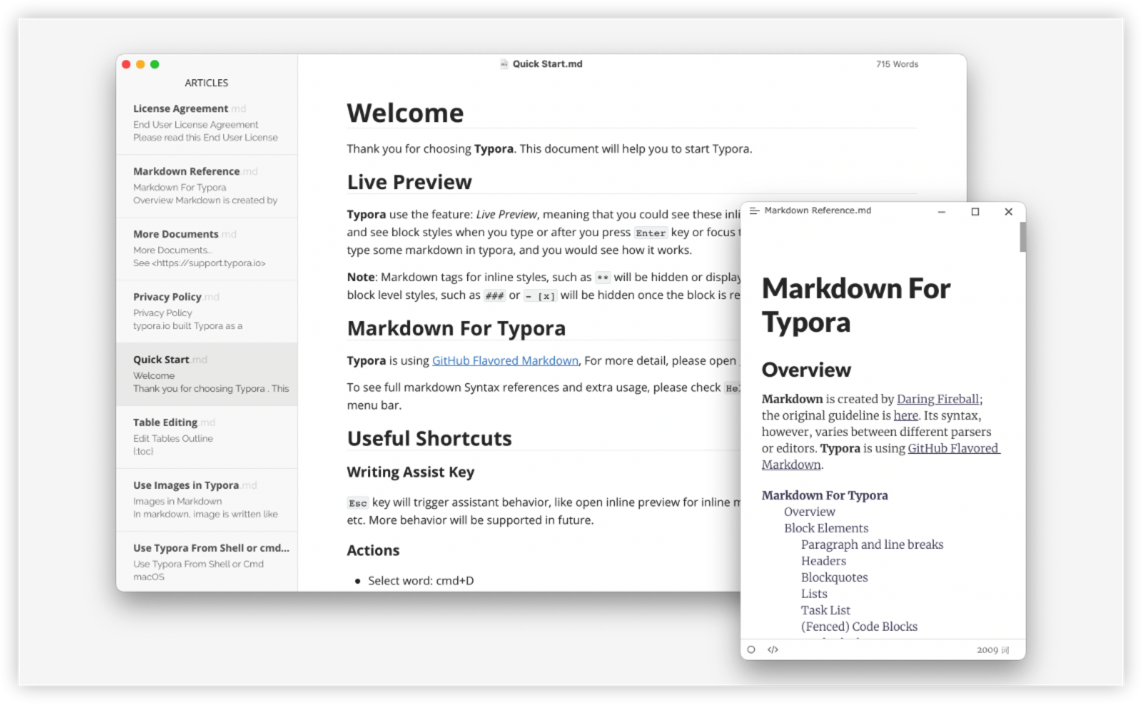 ARTICLES
License Agreement.md
End User License Agreement
Please read this End User License
Markdown Reference.md
Markdown For Typora
Overview Markdown is created by
More Documents.md
More Documents...
See <https://support.typora.io>
Privacy Policy.md
Privacy Policy
typora.io built Typora as a
Quick Start.md
Welcome
Thank you for choosing Typora . This
Table Editing.md
Edit Tables Outline
(:toc)
Use Images in Typora.md
Images in Markdown
In markdown, image is written like
Use Typora From Shell or cmd...
Use Typora From Shell or Cmd
macOS
Quick Start.md
715 Words
Welcome
Thank you for choosing Typora. This document will help you to start Typora.
Live Preview
Typora use the feature: Live Preview, meaning that you could see these inli
and see block styles when you type or after you press Enter key or focus t
type some markdown in typora, and you would see how it works.
Note: Markdown tags for inline styles, such as ** will be hidden or display
block level styles, such as ### or - [x] will be hidden once the block is re
Markdown For Typora
Typora is using GitHub Flavored Markdown, For more detail, please open
To see full markdown Syntax references and extra usage, please check Hel
menu bar.
Useful Shortcuts
Writing Assist Key
Esc key will trigger assistant behavior, like open inline preview for inline m
etc. More behavior will be supported in future.
Actions
• Select word: cmd+D
Markdown Reference.md
Markdown For
Typora
Overview
Markdown is created by Daring Fireball;
the original guideline is here. Its syntax,
however, varies between different parsers
or editors. Typora is using GitHub Flavored
Markdown.
Markdown For Typora
Overview
Block Elements
Paragraph and line breaks
Headers
Blockquotes
Lists
Task List
(Fenced) Code Blocks
</>
2009 词